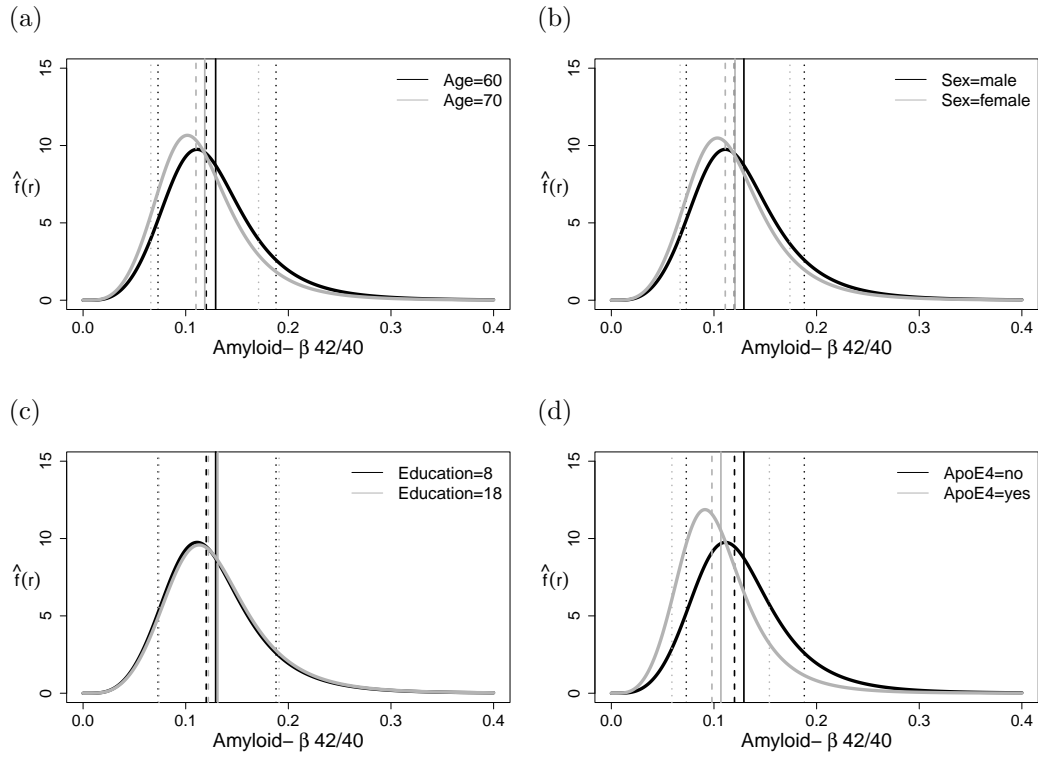 (a)
15
10
5
0
f̂(r)
Age=60
Age=70
0.0 0.1 0.2 0.3 0.4
Amyloid− β 42/40
(b)
15
10
5
0
f̂(r)
Sex=male
Sex=female
0.0 0.1 0.2 0.3 0.4
Amyloid− β 42/40
(c)
15
10
5
0
f̂(r)
Education=8
Education=18
0.0 0.1 0.2 0.3 0.4
Amyloid− β 42/40
(d)
15
10
5
0
f̂(r)
ApoE4=no
ApoE4=yes
0.0 0.1 0.2 0.3 0.4
Amyloid− β 42/40